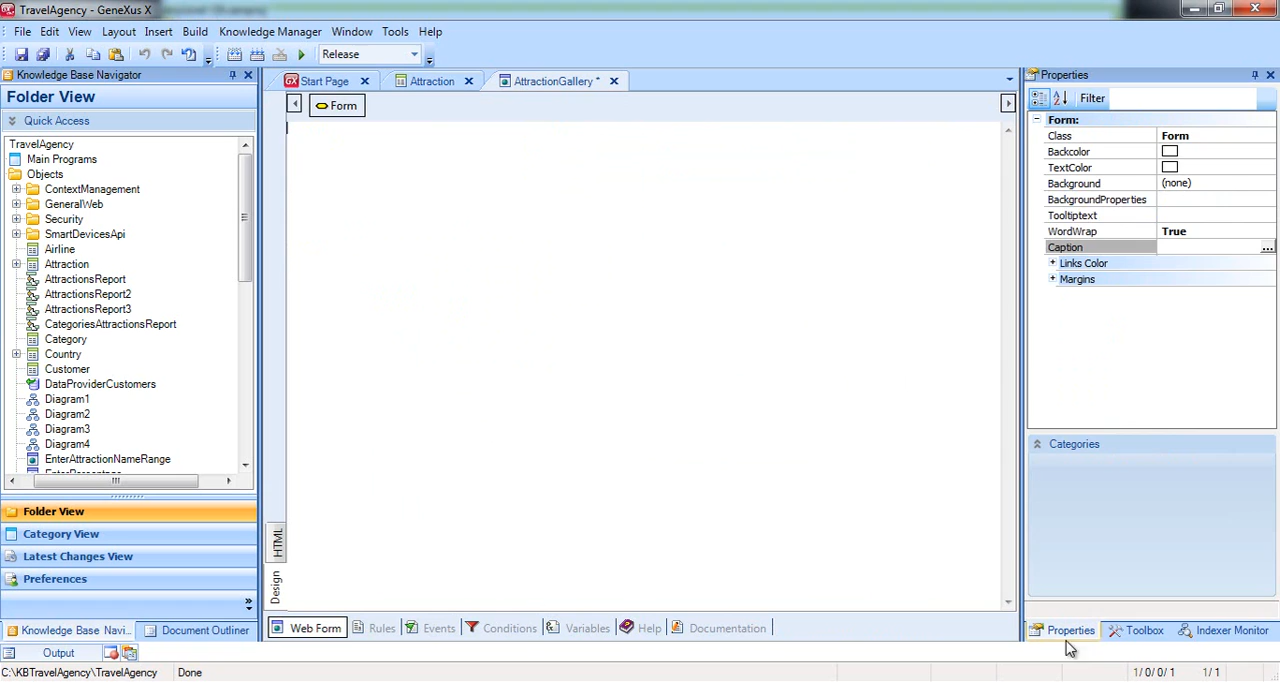 TravelAgency - GeneXus X
File Edit View Layout Insert Build Knowledge Manager Window Tools Help
Release
Knowledge Base Navigator
Folder View
Quick Access
TravelAgency
Main Programs
Objects
ContextManagement
GeneralWeb
Security
SmartDevicesApi
Airline
Attraction
AttractionsReport
AttractionsReport2
AttractionsReport3
CategoriesAttractionsReport
Category
Country
Customer
DataProviderCustomers
Diagram1
Diagram2
Diagram3
Diagram4
EnterAttractionNameRange
Folder View
Category View
Latest Changes View
Preferences
Knowledge Base Navi... Document Outliner
Start Page Attraction AttractionGallery *
Form
HTML
Design
Web Form Rules Events Conditions Variables Help Documentation
Properties
Filter
Form:
Class Form
Backcolor
TextColor
Background (none)
BackgroundProperties
Tooltiptext
WordWrap True
Caption ...
Links Color
Margins
Categories
Properties Toolbox Indexer Monitor
Output
C:\KBTravelAgency\TravelAgency Done 1/ 0/ 0/ 1 1/ 1